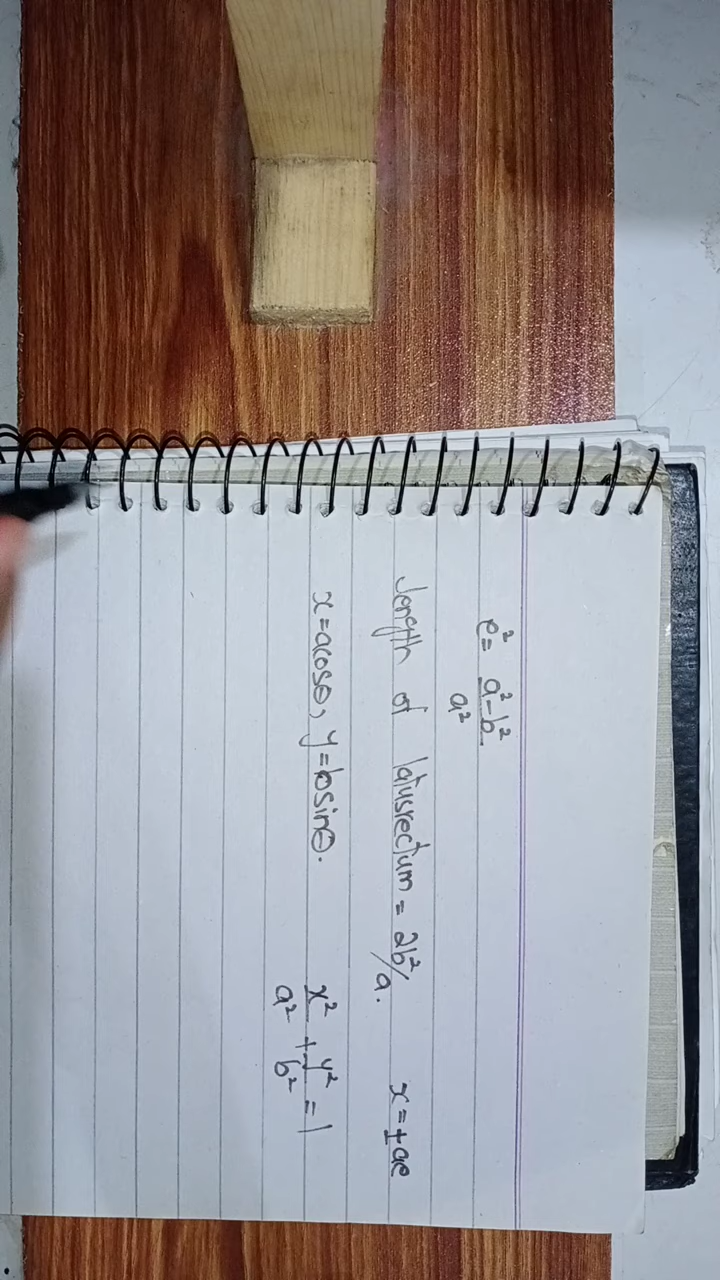 e² = a²-b²/a²
length of latusrectum = 2b²/a. x = ±ae
x = acosθ, y = bsinθ. x²/a² + y²/b² = 1